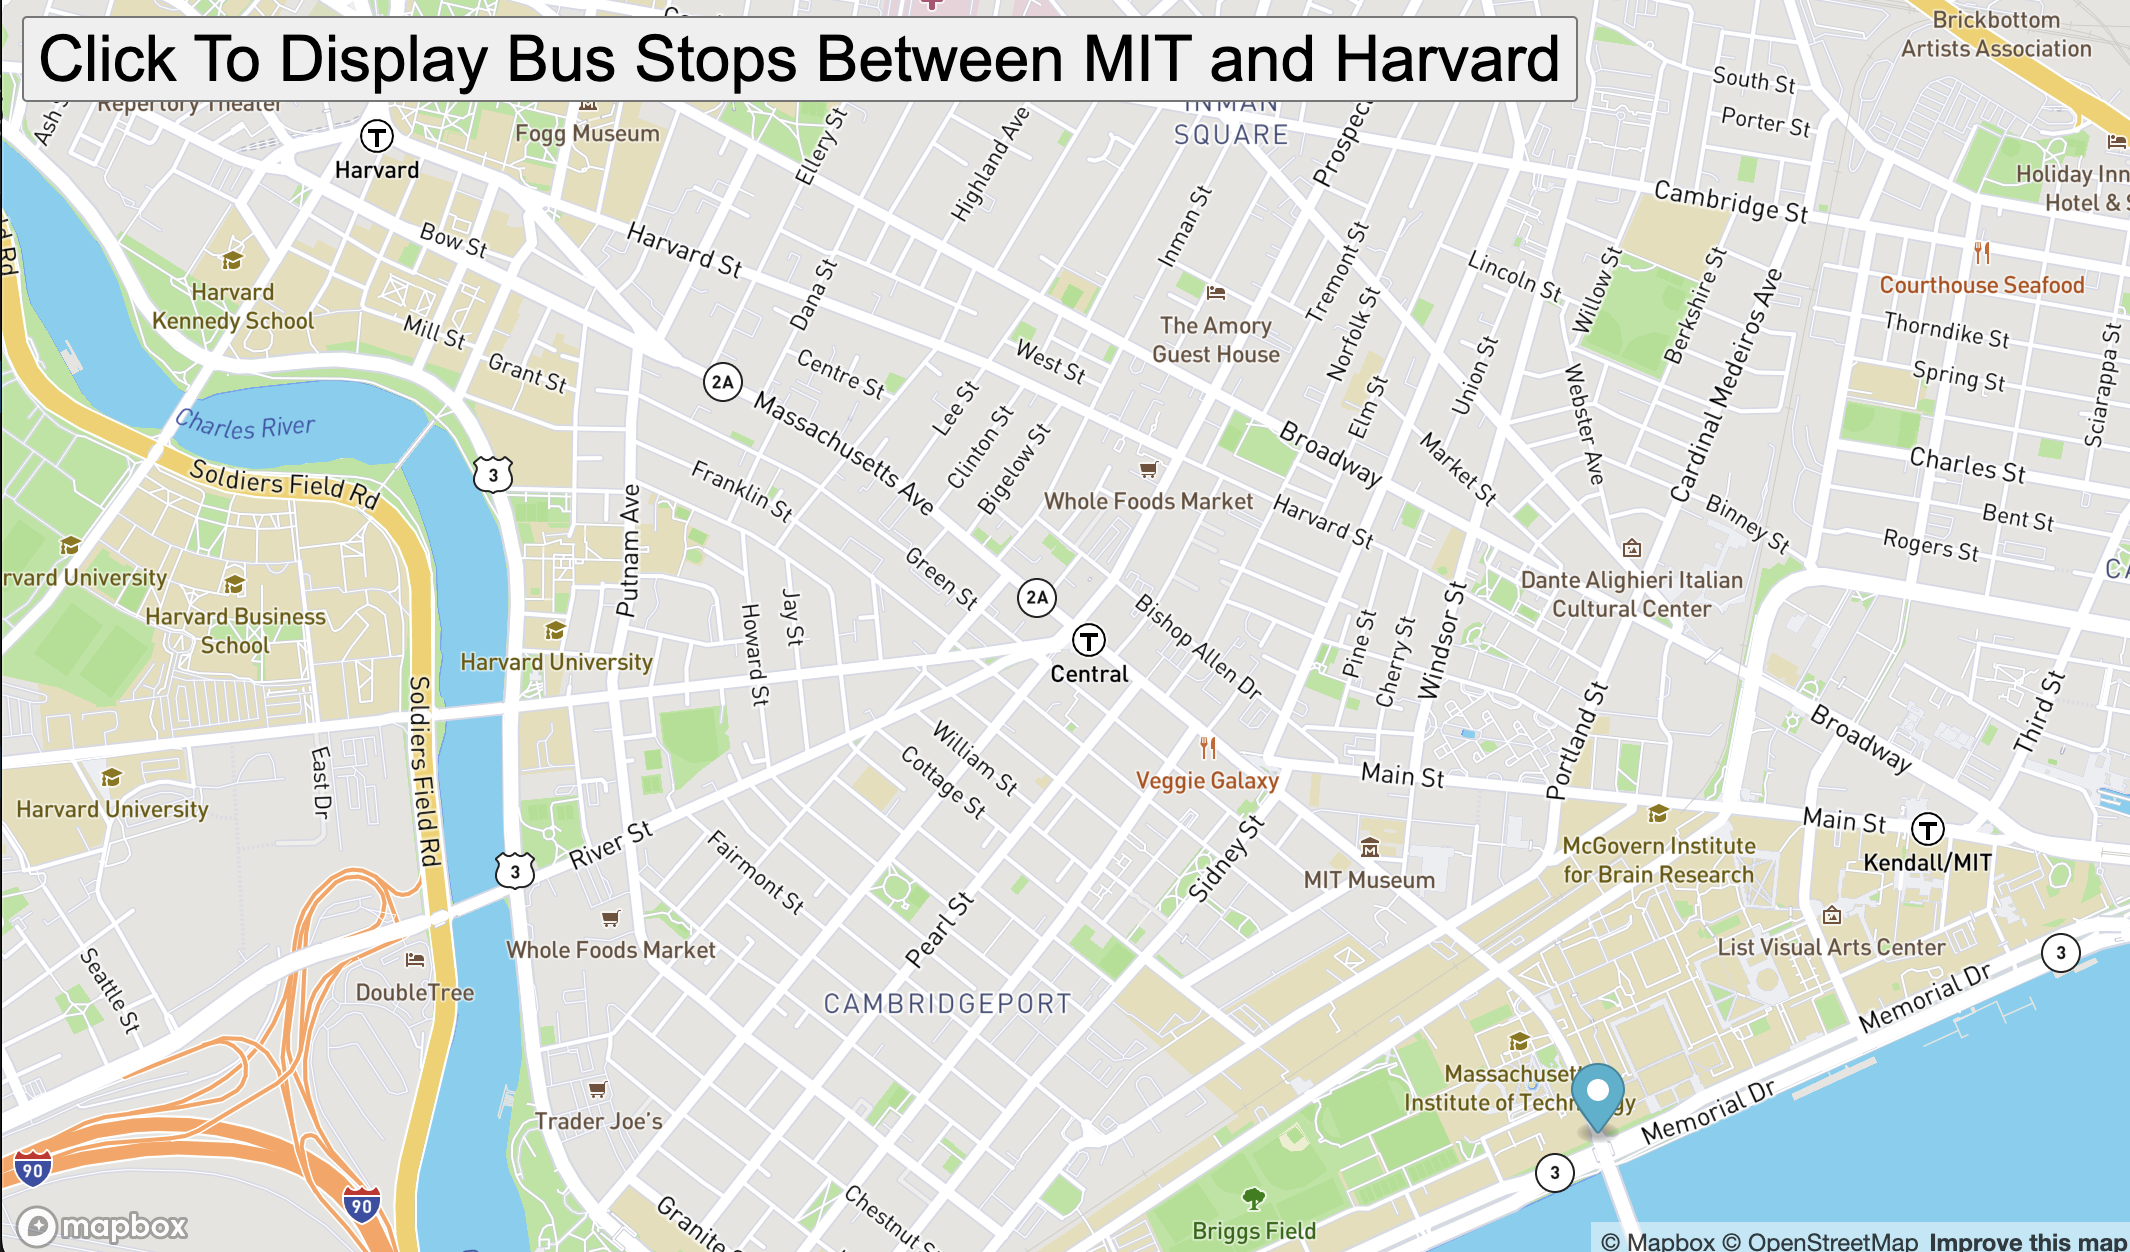 Click To Display Bus Stops Between MIT and Harvard
Brickbottom
Artists Association
South St
Porter St
Repertory Theater
Fogg Museum
INMAN
SQUARE
Ellery St
Highland Ave
Harvard
Holiday Inn
Hotel &
Cambridge St
Inman St
Bow St
Harvard St
Dana St
Tremont St
Lincoln St
Willow St
Berkshire St
Courthouse Seafood
Harvard
Kennedy School
Mill St
Grant St
The Amory
Guest House
Norfolk St
Union St
Thorndike St
Cardinal Medeiros Ave
Spring St
Sciarappa St
West St
Centre St
2A
Elm St
Webster Ave
Charles River
Lee St
Clinton St
Bigelow St
Massachusetts Ave
Broadway
Market St
Charles St
Soldiers Field Rd
3
Franklin St
Whole Foods Market
Harvard St
Binney St
Bent St
Rogers St
Putnam Ave
Green St
Dante Alighieri Italian
Cultural Center
rvard University
Harvard Business
School
Howard St
Jay St
2A
Bishop Allen Dr
Pine St
Cherry St
Windsor St
Harvard University
Central
Portland St
Third St
Soldiers Field Rd
East Dr
William St
Cottage St
Veggie Galaxy
Main St
Broadway
Harvard University
River St
Fairmont St
Sidney St
Main St
Kendall/MIT
McGovern Institute
for Brain Research
3
MIT Museum
Pearl St
Whole Foods Market
List Visual Arts Center
3
Seattle St
DoubleTree
CAMBRIDGEPORT
Memorial Dr
Massachusett
Institute of Techn gy
Trader Joe's
Memorial Dr
90
90
3
Granite
Chestnut S
Briggs Field
mapbox
© Mapbox © OpenStreetMap Improve this map